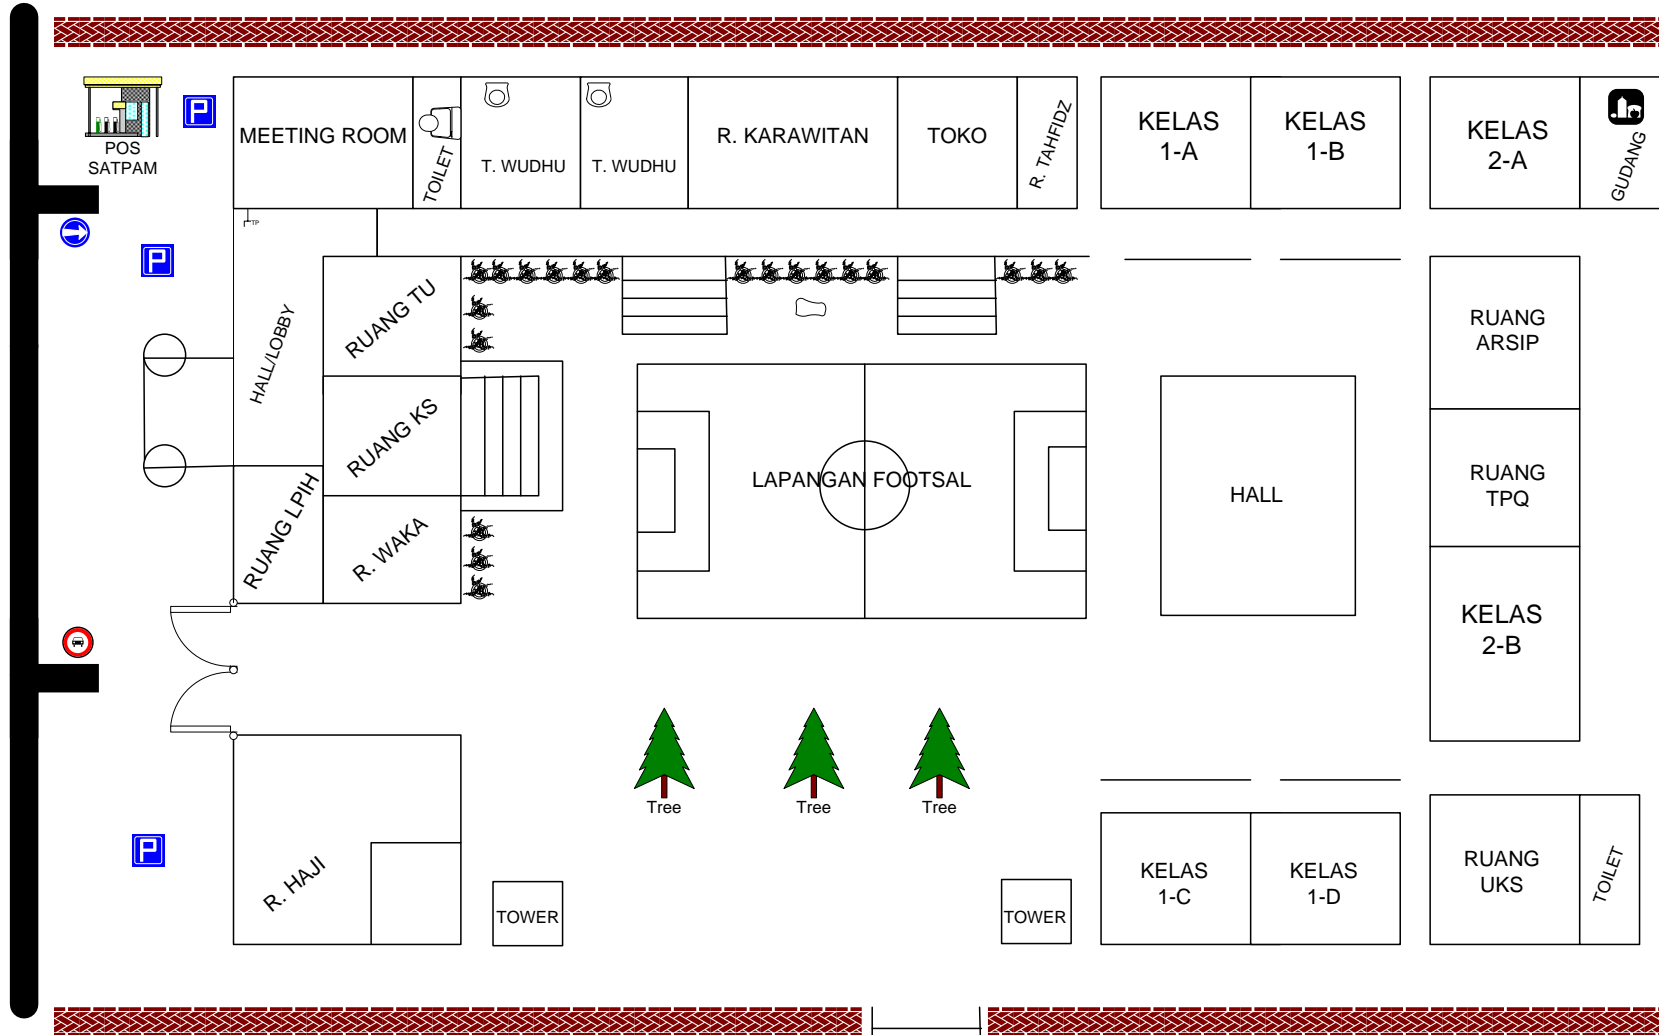 P
POS
SATPAM
MEETING ROOM
TOILET
T. WUDHU
T. WUDHU
R. KARAWITAN
TOKO
R. TAHFIDZ
KELAS
1-A
KELAS
1-B
KELAS
2-A
GUDANG
TP
P
HALL/LOBBY
RUANG TU
RUANG KS
RUANG LPIH
R. WAKA
LAPANGAN FOOTSAL
HALL
RUANG
ARSIP
RUANG
TPQ
KELAS
2-B
Tree
Tree
Tree
P
R. HAJI
TOWER
TOWER
KELAS
1-C
KELAS
1-D
RUANG
UKS
TOILET